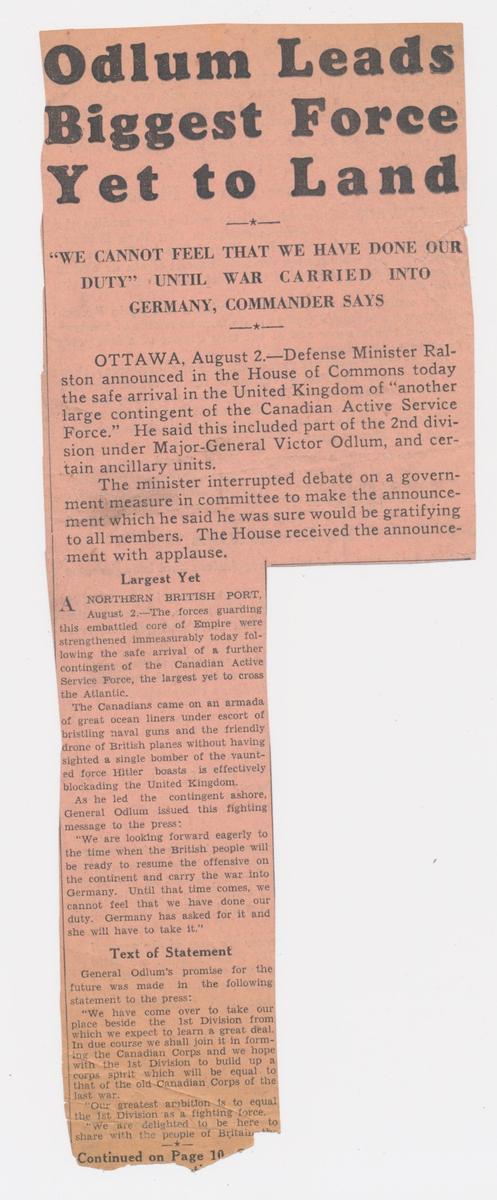 Odlum Leads
Biggest Force
Yet to Land
"WE CANNOT FEEL THAT WE HAVE DONE OUR
DUTY" UNTIL WAR CARRIED INTO
GERMANY, COMMANDER SAYS
OTTAWA, August 2.—Defense Minister Ral-
ston announced in the House of Commons today
the safe arrival in the United Kingdom of "another
large contingent of the Canadian Active Service
Force." He said this included part of the 2nd divi-
sion under Major-General Victor Odlum, and cer-
tain ancillary units.
The minister interrupted debate on a govern-
ment measure in committee to make the announce-
ment which he said he was sure would be gratifying
to all members. The House received the announce-
ment with applause.
Largest Yet
A NORTHERN BRITISH PORT,
August 2.—The forces guarding
this embattled core of Empire were
strengthened immeasurably today fol-
lowing the safe arrival of a further
contingent of the Canadian Active
Service Force, the largest yet to cross
the Atlantic.
The Canadians came on an armada
of great ocean liners under escort of
bristling naval guns and the friendly
drone of British planes without having
sighted a single bomber of the vaunt-
ed force Hitler boasts is effectively
blockading the United Kingdom.
As he led the contingent ashore,
General Odlum issued this fighting
message to the press:
"We are looking forward eagerly to
the time when the British people will
be ready to resume the offensive on
the continent and carry the war into
Germany. Until that time comes, we
cannot feel that we have done our
duty. Germany has asked for it and
she will have to take it."
Text of Statement
General Odlum's promise for the
future was made in the following
statement to the press:
"We have come over to take our
place beside the 1st Division from
which we expect to learn a great deal.
In due course we shall join it in form-
ing the Canadian Corps and we hope
with the 1st Division to build up a
corps spirit which will be equal to
that of the old Canadian Corps of the
last war.
"Our greatest ambition is to equal
the 1st Division as a fighting force.
"We are delighted to be here to
share with the people of Britain
Continued on Page 10